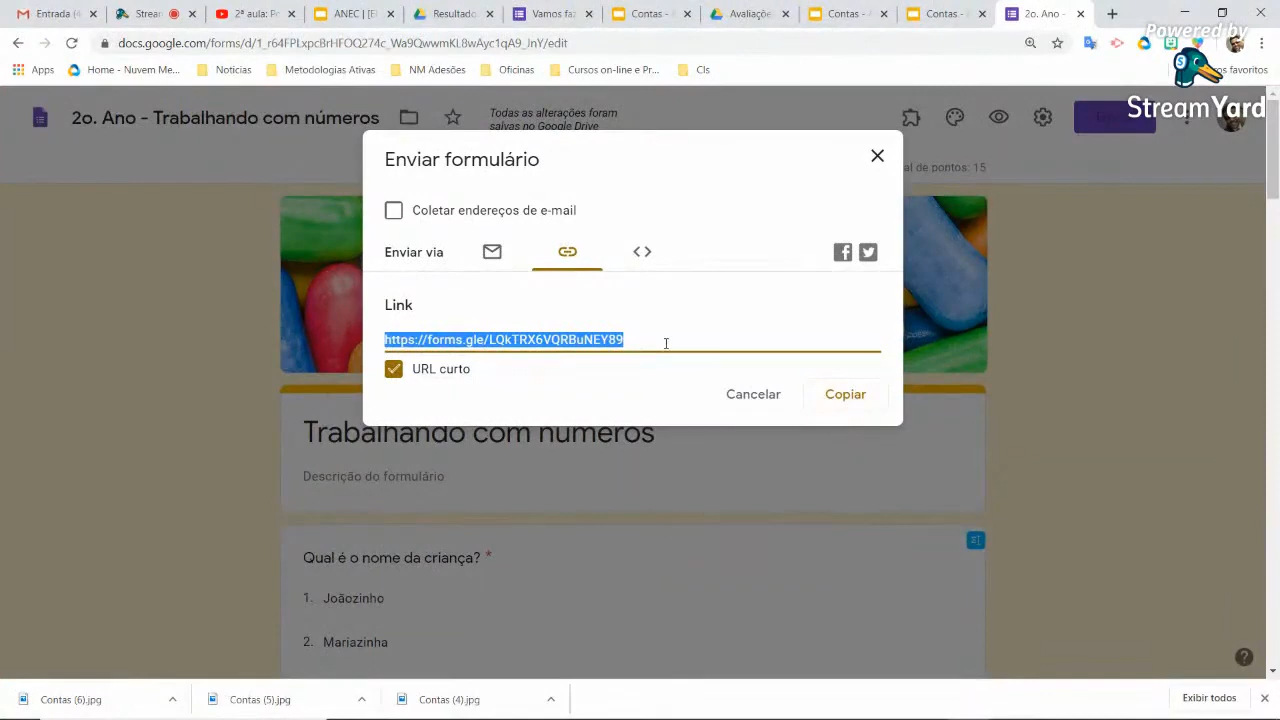 Entrada (4
Stream
2ª aula: P
ANEC | [E
Resultado
Vamos fa
Contas -
Avaliaçõe
Contas - 
Contas -
2o. Ano -
docs.google.com/forms/d/1_r64FPLxpcBrHFOQ274c_Wa9QwwmKL8wAyc1qA9_JnY/edit
Powered by
Apps
Home - Nuvem Me...
Notícias
Metodologias Ativas
NM Adesões
Oficinas
Cursos on-line e Pr...
CIs
os favoritos
StreamYard
2o. Ano - Trabalhando com números
Todas as alterações foram
salvas no Google Drive
al de pontos: 15
Enviar formulário
Coletar endereços de e-mail
Enviar via
Link
https://forms.gle/LQkTRX6VQRBuNEY89
URL curto
Cancelar
Copiar
Trabalhando com números
Descrição do formulário
Qual é o nome da criança? *
1. Joãozinho
2. Mariazinha
Contas (6).jpg
Contas (5).jpg
Contas (4).jpg
Exibir todos